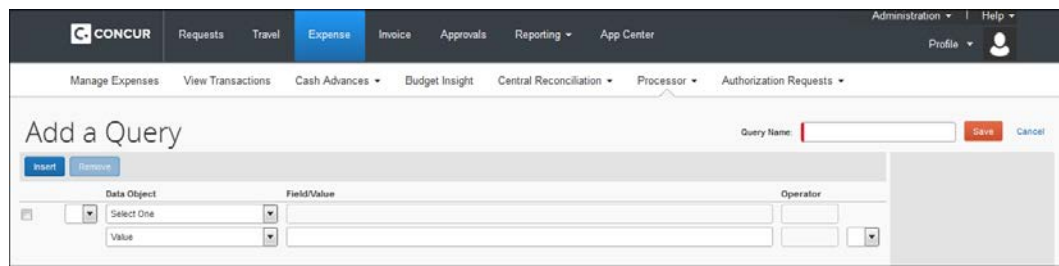 Administration | Help
C. CONCUR Requests Travel Expense Invoice Approvals Reporting App Center
Profile
Manage Expenses View Transactions Cash Advances Budget Insight Central Reconciliation Processor Authorization Requests
Add a Query Query Name: Save Cancel
Insert Remove
Data Object Field/Value Operator
Select One
Value